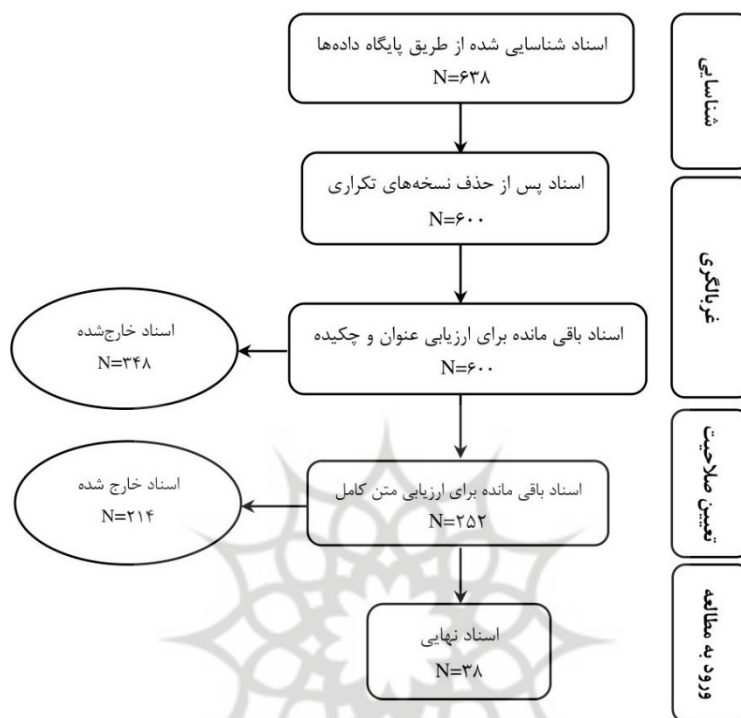 شناسایی
اسناد شناسایی شده از طریق پایگاه داده‌ها
N=۶۳۸
غربالگری
اسناد پس از حذف نسخه‌های تکراری
N=۶۰۰
اسناد باقی مانده برای ارزیابی عنوان و چکیده
N=۶۰۰
اسناد خارج‌شده
N=۳۴۸
تعیین صلاحیت
اسناد باقی مانده برای ارزیابی متن کامل
N=۲۵۲
اسناد خارج شده
N=۲۱۴
ورود به مطالعه
اسناد نهایی
N=۳۸